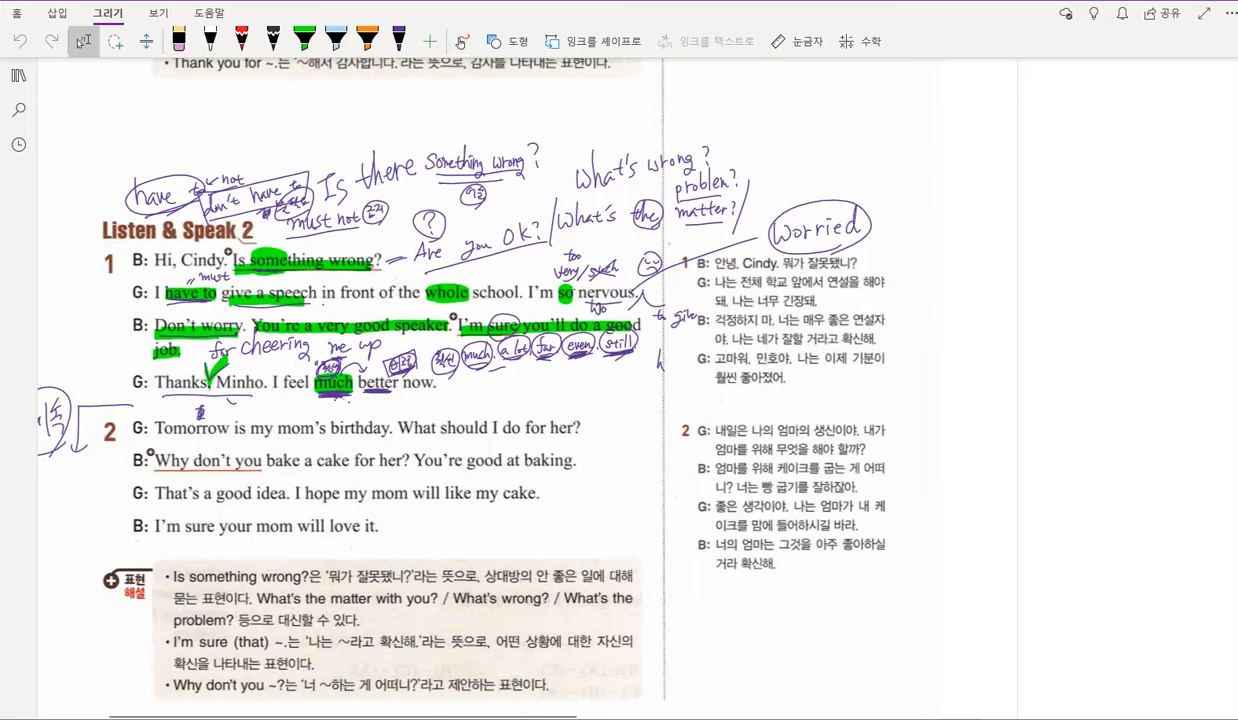 홈 삽입 그리기 보기 도움말
공유
도형 잉크를 셰이프로 잉크를 텍스트로 눈금자 수학
• Thank you for ~.는 '~해서 감사합니다.'라는 뜻으로, 감사를 나타내는 표현이다.
Is there something wrong? What's wrong?
have to not don't have to problem?
must not ? Are you OK? / What's the matter? /
Worried
Listen & Speak 2
1 B: Hi, Cindy. Is something wrong?
must too very / such
G: I have to give a speech in front of the whole school. I'm so nervous.
to give
B: Don't worry. You're a very good speaker. I'm sure you'll do a good
job.
for cheering me up
훨씬 much. a lot. far. even. still
G: Thanks, Minho. I feel much better now.
2 G: Tomorrow is my mom's birthday. What should I do for her?
B: Why don't you bake a cake for her? You're good at baking.
G: That's a good idea. I hope my mom will like my cake.
B: I'm sure your mom will love it.
표현
해설
• Is something wrong?은 '뭐가 잘못됐니?'라는 뜻으로, 상대방의 안 좋은 일에 대해
묻는 표현이다. What's the matter with you? / What's wrong? / What's the
problem? 등으로 대신할 수 있다.
• I'm sure (that) ~.는 '나는 ~라고 확신해.'라는 뜻으로, 어떤 상황에 대한 자신의
확신을 나타내는 표현이다.
• Why don't you ~?는 '너 ~하는 게 어떠니?'라고 제안하는 표현이다.
1 B: 안녕, Cindy. 뭐가 잘못됐니?
G: 나는 전체 학교 앞에서 연설을 해야
돼. 나는 너무 긴장돼.
B: 걱정하지 마. 너는 매우 좋은 연설자
야. 나는 네가 잘할 거라고 확신해.
G: 고마워, 민호야. 나는 이제 기분이
훨씬 좋아졌어.
2 G: 내일은 나의 엄마의 생신이야. 내가
엄마를 위해 무엇을 해야 할까?
B: 엄마를 위해 케이크를 굽는 게 어떠
니? 너는 빵 굽기를 잘하잖아.
G: 좋은 생각이야. 나는 엄마가 내 케
이크를 맘에 들어하시길 바라.
B: 너의 엄마는 그것을 아주 좋아하실
거라 확신해.